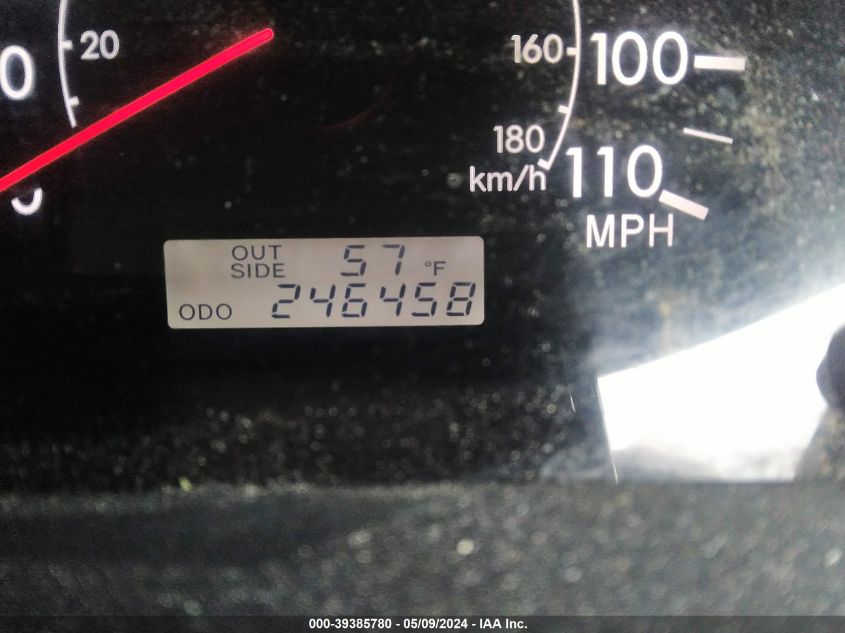 20
0
160
100
180
km/h
110
MPH
OUT
SIDE
57 °F
ODO 246458
000-39385780 - 05/09/2024 - IAA Inc.